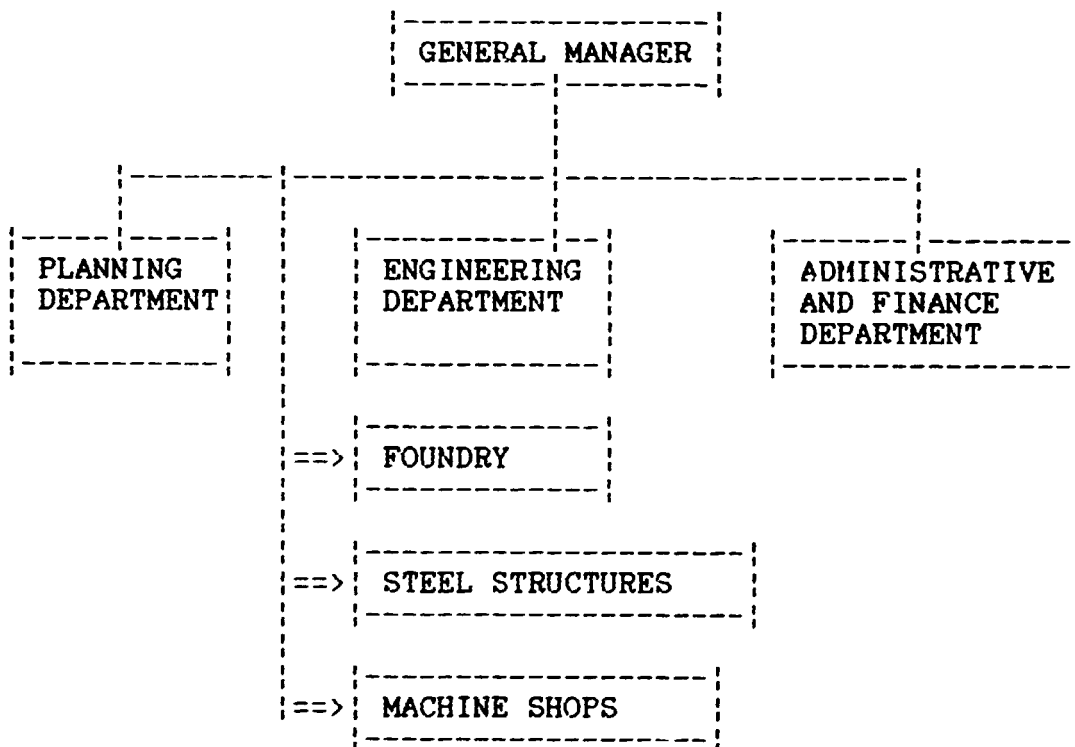 GENERAL MANAGER
PLANNING
DEPARTMENT
ENGINEERING
DEPARTMENT
ADMINISTRATIVE
AND FINANCE
DEPARTMENT
==> FOUNDRY
==> STEEL STRUCTURES
==> MACHINE SHOPS